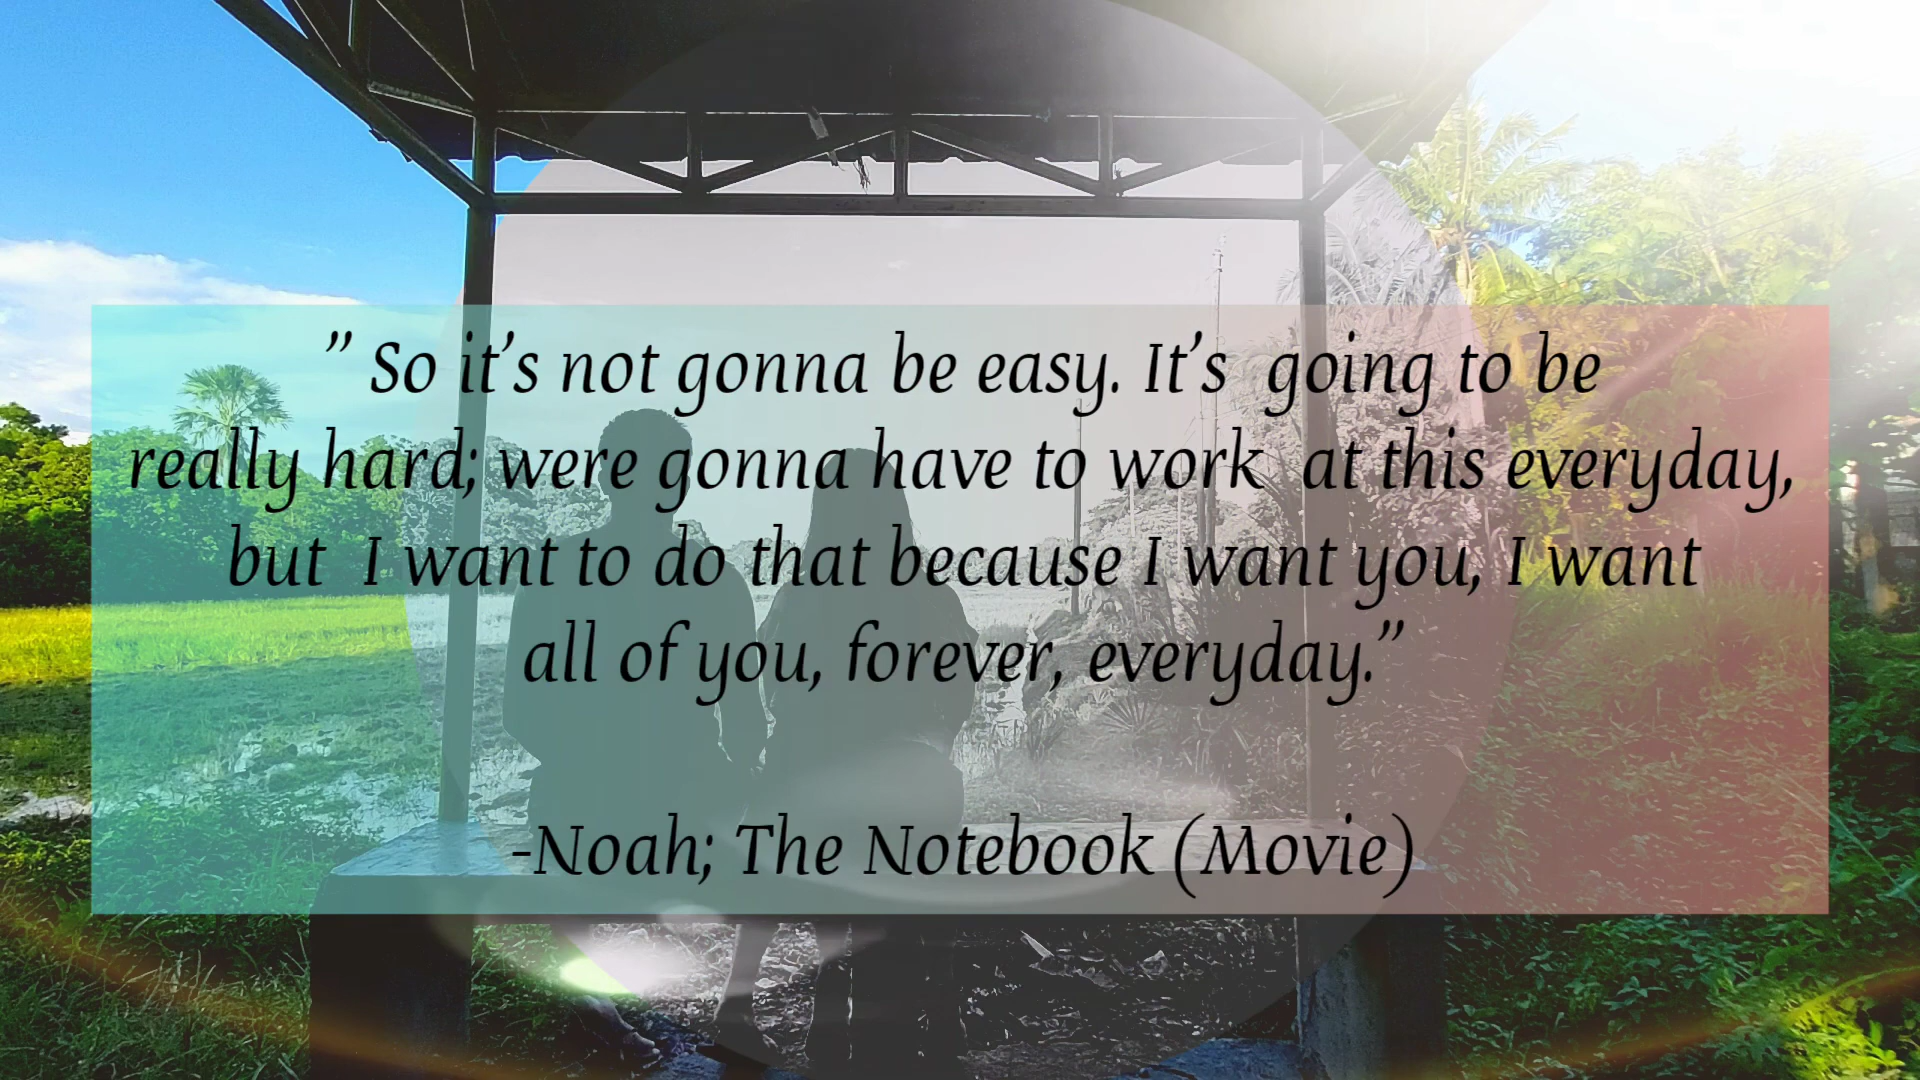 ” So it’s not gonna be easy. It’s  going to be
really hard; were gonna have to work  at this everyday,
but  I want to do that because I want you, I want
all of you, forever, everyday.”
-Noah; The Notebook (Movie)